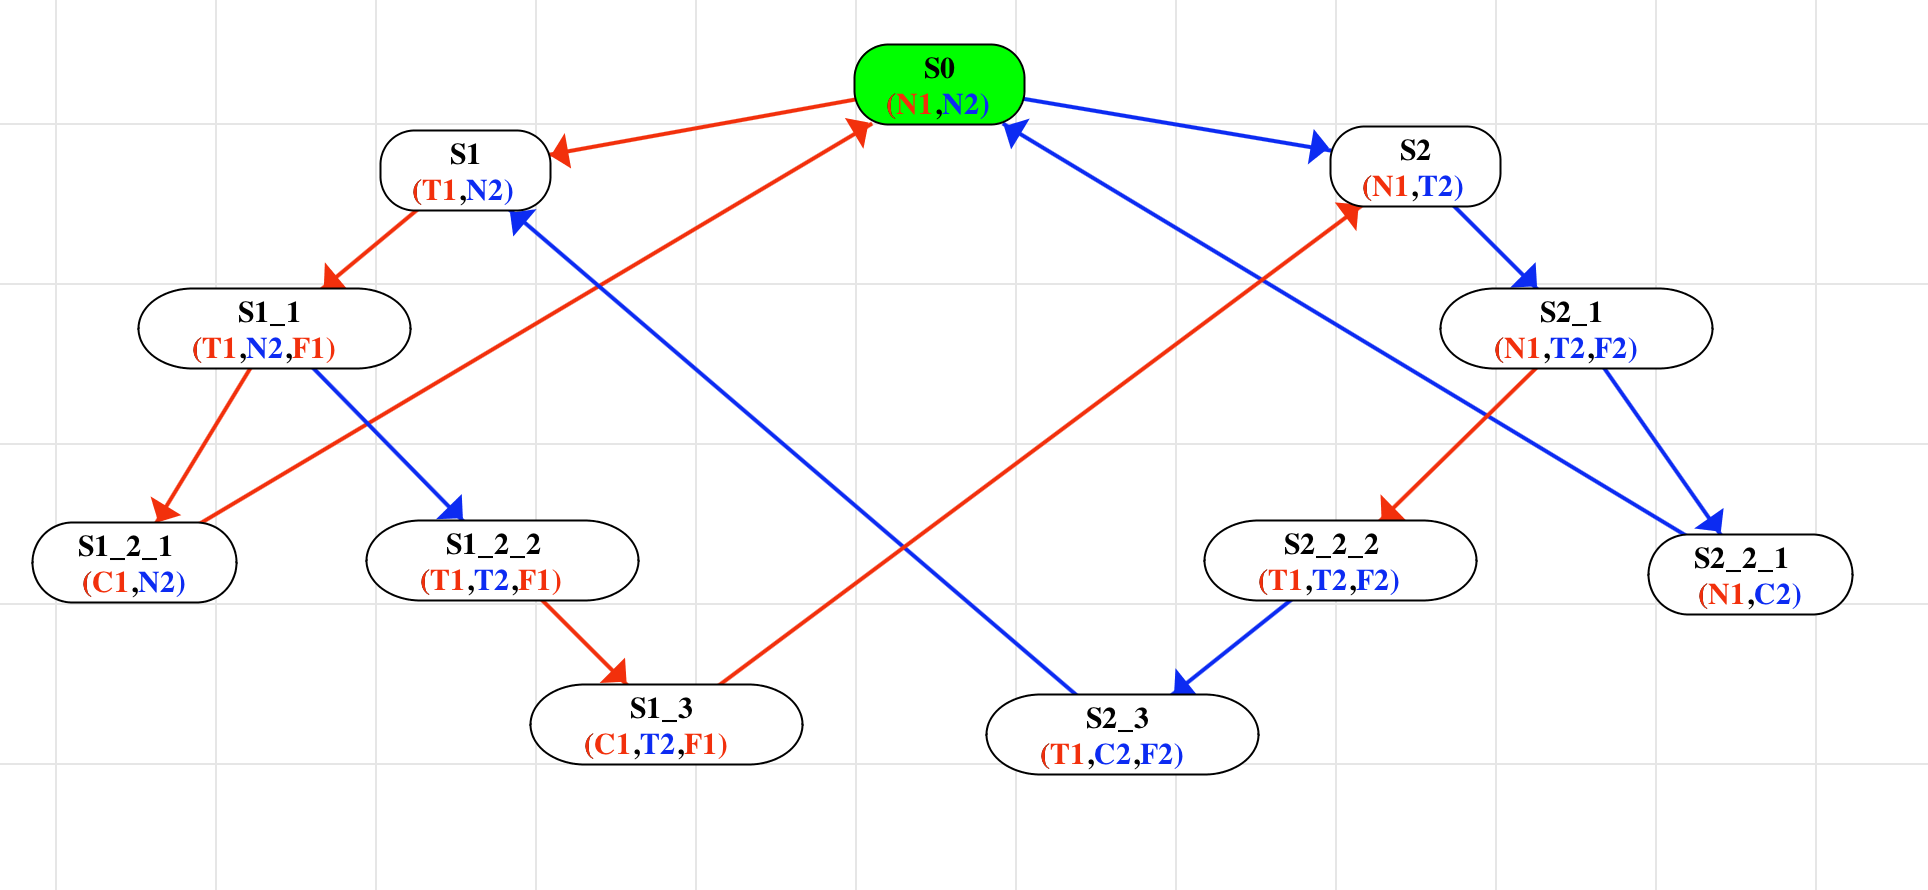 S0
(N1,N2)
S1
(T1,N2)
S2
(N1,T2)
S1_1
(T1,N2,F1)
S2_1
(N1,T2,F2)
S1_2_1
(C1,N2)
S1_2_2
(T1,T2,F1)
S2_2_2
(T1,T2,F2)
S2_2_1
(N1,C2)
S1_3
(C1,T2,F1)
S2_3
(T1,C2,F2)